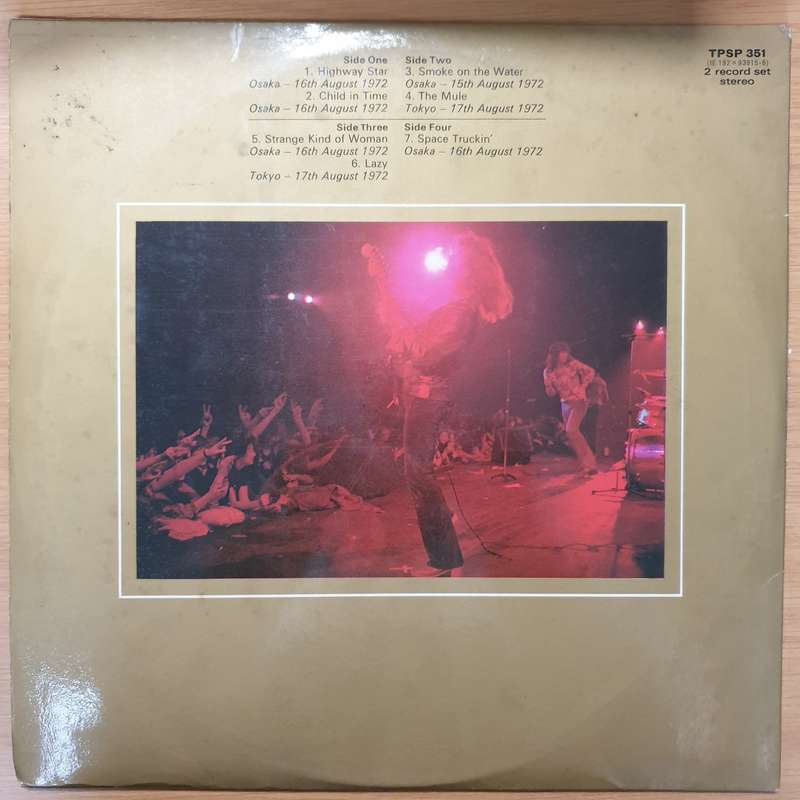 Side One
1. Highway Star
Osaka – 16th August 1972
2. Child in Time
Osaka – 16th August 1972
Side Two
3. Smoke on the Water
Osaka – 15th August 1972
4. The Mule
Tokyo – 17th August 1972
Side Three
5. Strange Kind of Woman
Osaka – 16th August 1972
6. Lazy
Tokyo – 17th August 1972
Side Four
7. Space Truckin'
Osaka – 16th August 1972
TPSP 351
2 record set
stereo